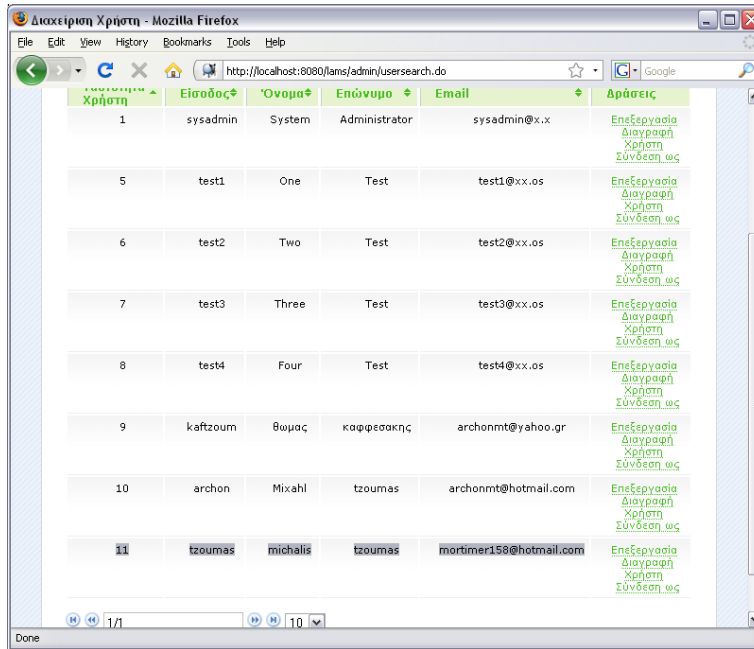 Διαχείριση Χρήστη - Mozilla Firefox
File Edit View History Bookmarks Tools Help
http://localhost:8080/lams/admin/usersearch.do Google
Χρήστη Είσοδος Όνομα Επώνυμο Email Δράσεις
1 sysadmin System Administrator sysadmin@x.x Επεξεργασία
Διαγραφή
Χρήστη
Σύνδεση ως
5 test1 One Test test1@xx.os Επεξεργασία
Διαγραφή
Χρήστη
Σύνδεση ως
6 test2 Two Test test2@xx.os Επεξεργασία
Διαγραφή
Χρήστη
Σύνδεση ως
7 test3 Three Test test3@xx.os Επεξεργασία
Διαγραφή
Χρήστη
Σύνδεση ως
8 test4 Four Test test4@xx.os Επεξεργασία
Διαγραφή
Χρήστη
Σύνδεση ως
9 kaftzoum θωμας καφφεσακης archonmt@yahoo.gr Επεξεργασία
Διαγραφή
Χρήστη
Σύνδεση ως
10 archon Mixahl tzoumas archonmt@hotmail.com Επεξεργασία
Διαγραφή
Χρήστη
Σύνδεση ως
11 tzoumas michalis tzoumas mortimer158@hotmail.com Επεξεργασία
Διαγραφή
Χρήστη
Σύνδεση ως
1/1 10
Done